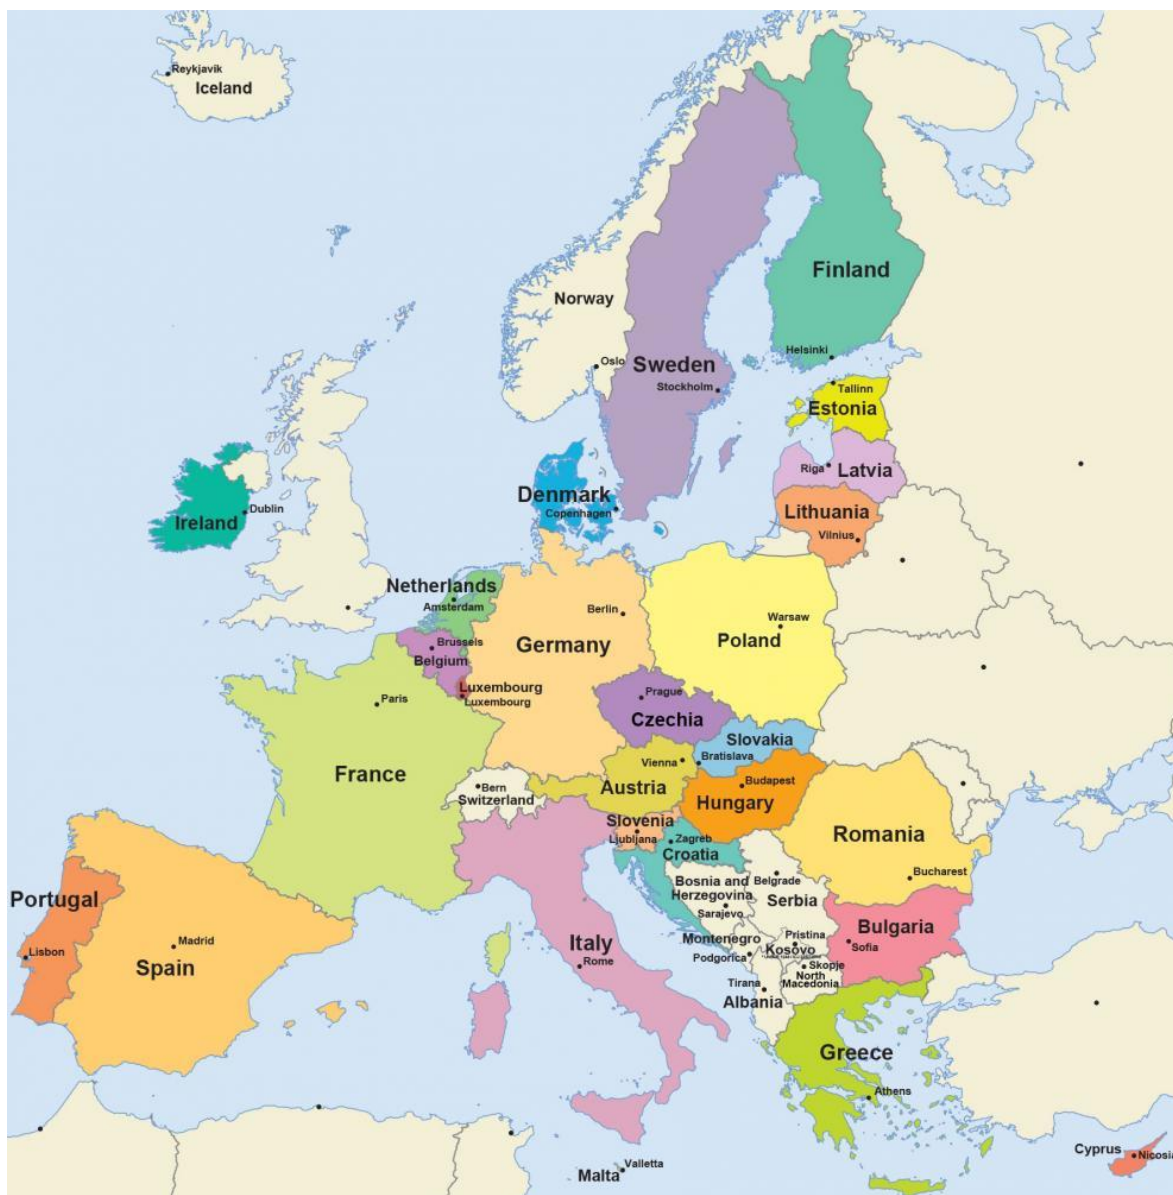 Reykjavik
Iceland
Finland
Norway
Helsinki
Oslo
Sweden
Stockholm
Tallinn
Estonia
Riga
Latvia
Denmark
Copenhagen
Lithuania
Vilnius
Dublin
Ireland
Netherlands
Amsterdam
Berlin
Warsaw
Germany
Poland
Brussels
Belgium
Luxembourg
Luxembourg
Prague
Czechia
Paris
Slovakia
Bratislava
Vienna
France
Austria
Budapest
Hungary
Bern
Switzerland
Slovenia
Ljubljana
Zagreb
Croatia
Romania
Bucharest
Bosnia and
Herzegovina
Sarajevo
Belgrade
Serbia
Portugal
Lisbon
Madrid
Spain
Italy
Rome
Montenegro
Podgorica
Pristina
Kosovo
Bulgaria
Sofia
Skopje
North
Macedonia
Tirana
Albania
Greece
Athens
Cyprus
Nicosia
Valletta
Malta